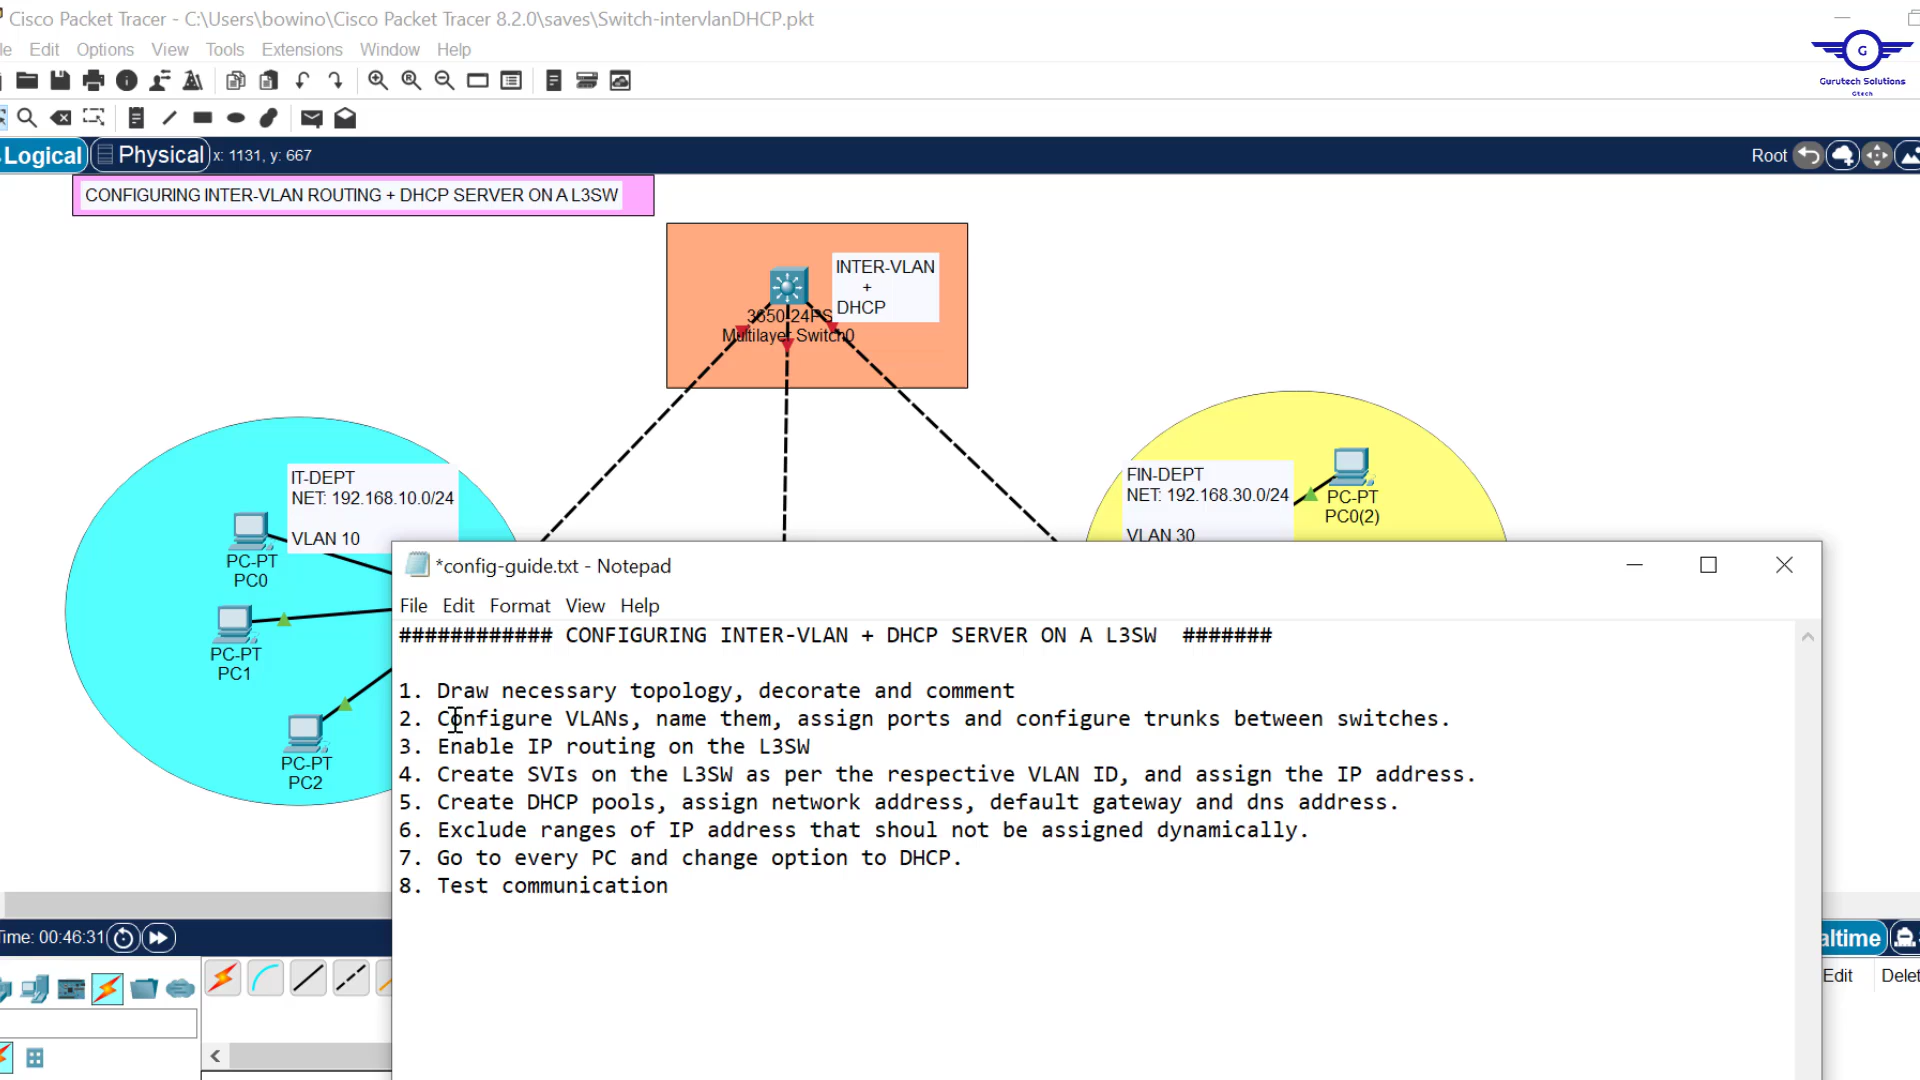 Cisco Packet Tracer - C:\Users\bowino\Cisco Packet Tracer 8.2.0\saves\Switch-intervlanDHCP.pkt
Edit Options View Tools Extensions Window Help
G
Gurutech Solutions
Gtech
Logical Physical x: 1131, y: 667 Root
CONFIGURING INTER-VLAN ROUTING + DHCP SERVER ON A L3SW
INTER-VLAN
+
DHCP
3650-24PS
Multilayer Switch0
IT-DEPT
NET: 192.168.10.0/24
VLAN 10
PC-PT
PC0
PC-PT
PC1
PC-PT
PC2
FIN-DEPT
NET: 192.168.30.0/24
VLAN 30
PC-PT
PC0(2)
*config-guide.txt - Notepad
File Edit Format View Help
############ CONFIGURING INTER-VLAN + DHCP SERVER ON A L3SW #######
1. Draw necessary topology, decorate and comment
2. Configure VLANs, name them, assign ports and configure trunks between switches.
3. Enable IP routing on the L3SW
4. Create SVIs on the L3SW as per the respective VLAN ID, and assign the IP address.
5. Create DHCP pools, assign network address, default gateway and dns address.
6. Exclude ranges of IP address that shoul not be assigned dynamically.
7. Go to every PC and change option to DHCP.
8. Test communication
Time: 00:46:31
altime
Edit Delet